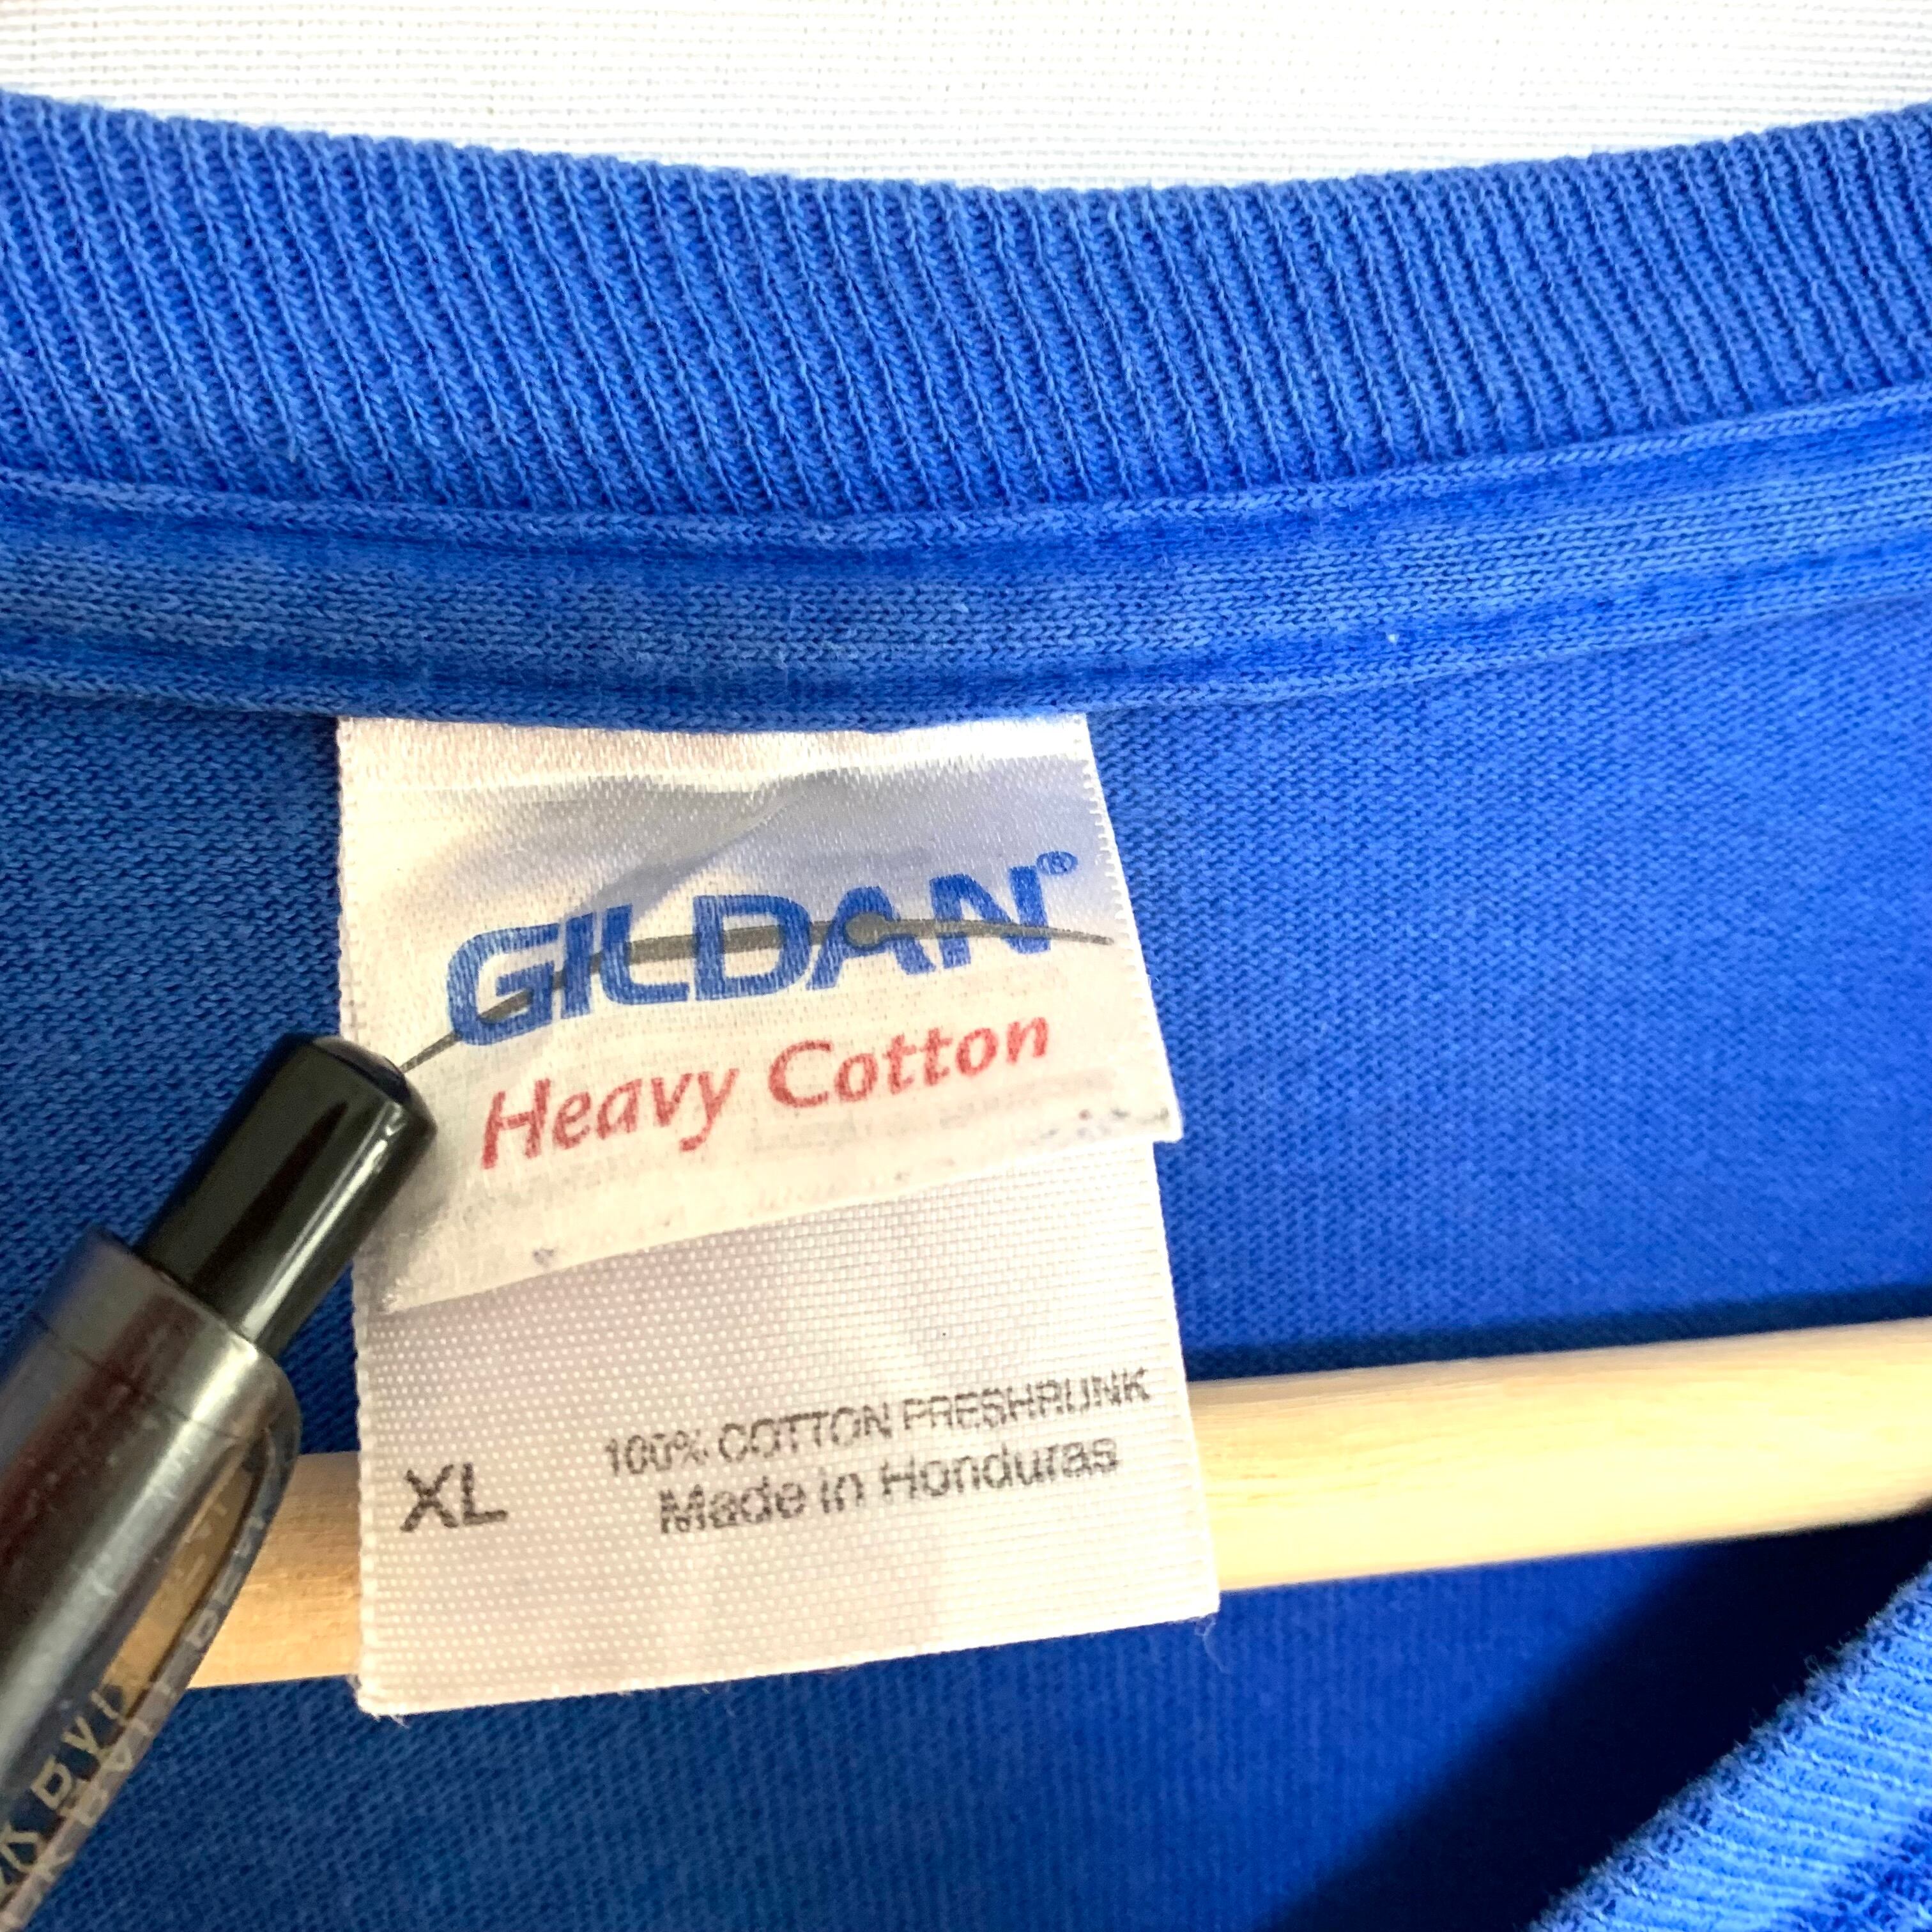 GILDAN®
Heavy Cotton
100% COTTON PRESHRUNK
XL
Made in Honduras